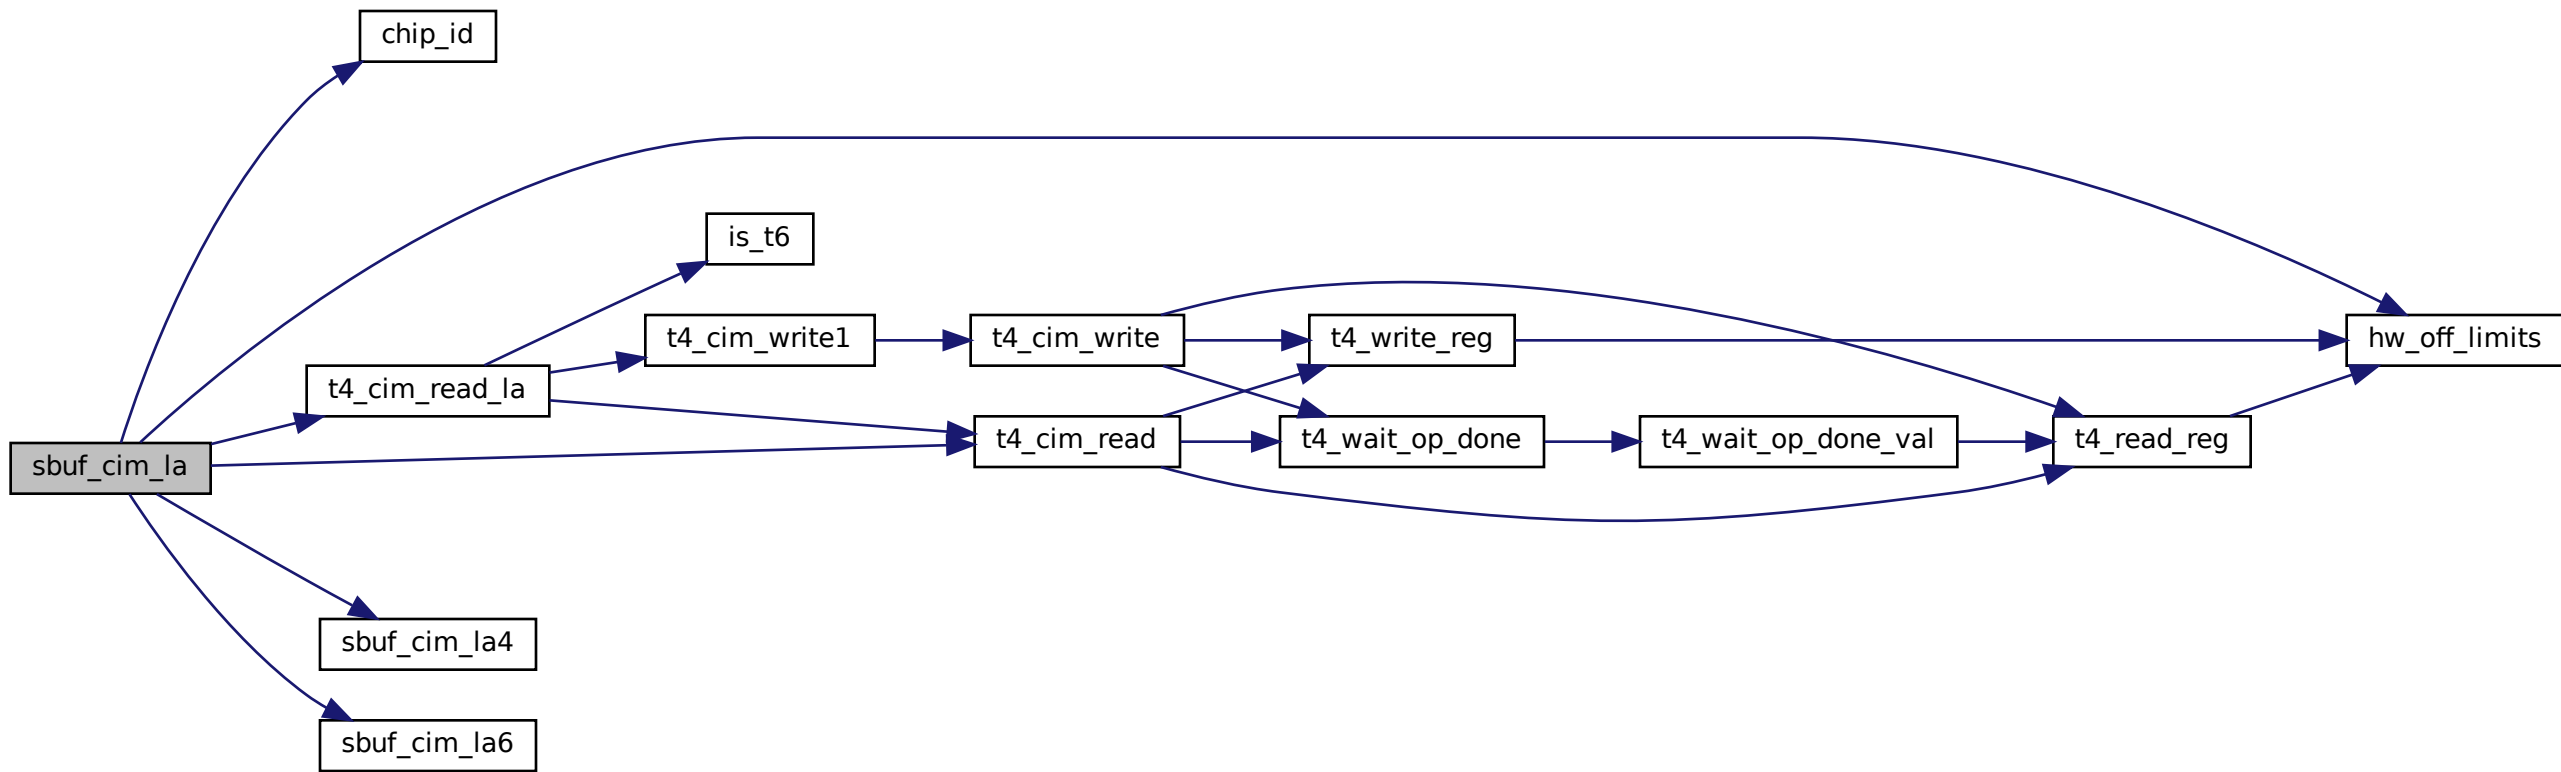 chip_id
is_t6
t4_cim_write1
t4_cim_write
t4_write_reg
hw_off_limits
t4_cim_read_la
t4_cim_read
t4_wait_op_done
t4_wait_op_done_val
t4_read_reg
sbuf_cim_la
sbuf_cim_la4
sbuf_cim_la6